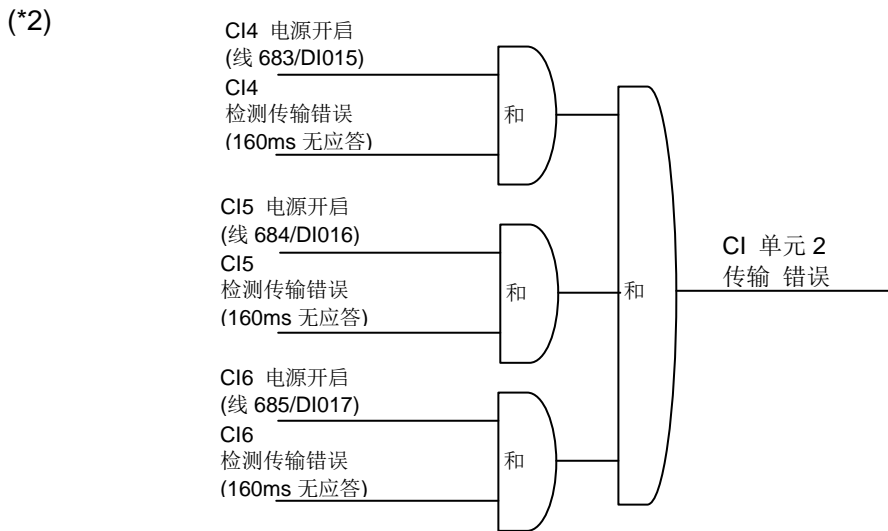 (*2)
CI4 电源开启
(线 683/DI015)
CI4
检测传输错误
(160ms 无应答)
和
CI5 电源开启
(线 684/DI016)
CI5
检测传输错误
(160ms 无应答)
和
和
CI 单元 2
传输 错误
CI6 电源开启
(线 685/DI017)
CI6
检测传输错误
(160ms 无应答)
和